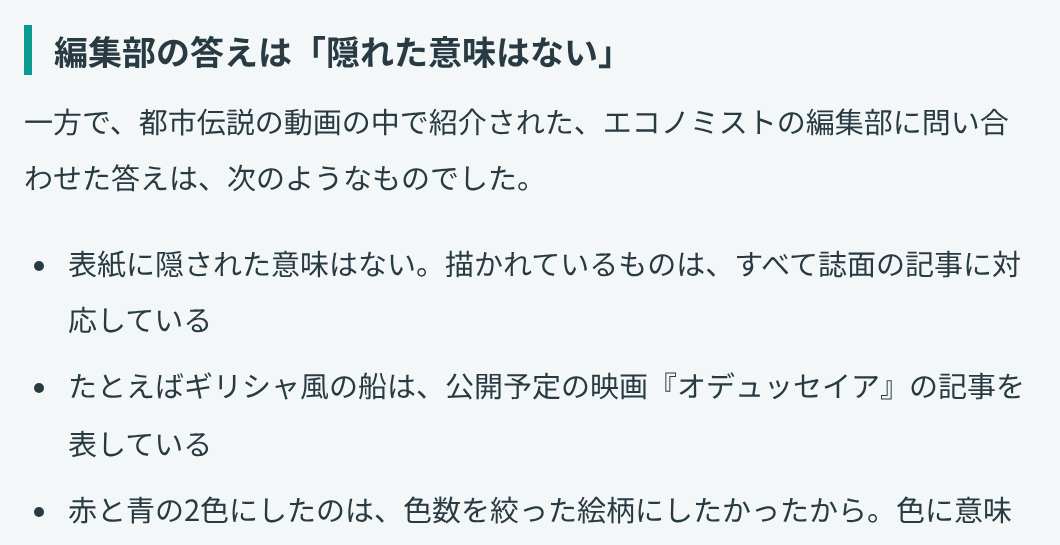 編集部の答えは「隠れた意味はない」
一方で、都市伝説の動画の中で紹介された、エコノミストの編集部に問い合
わせた答えは、次のようなものでした。
• 表紙に隠された意味はない。描かれているものは、すべて誌面の記事に対
応している
• たとえばギリシャ風の船は、公開予定の映画『オデュッセイア』の記事を
表している
• 赤と青の2色にしたのは、色数を絞った絵柄にしたかったから。色に意味